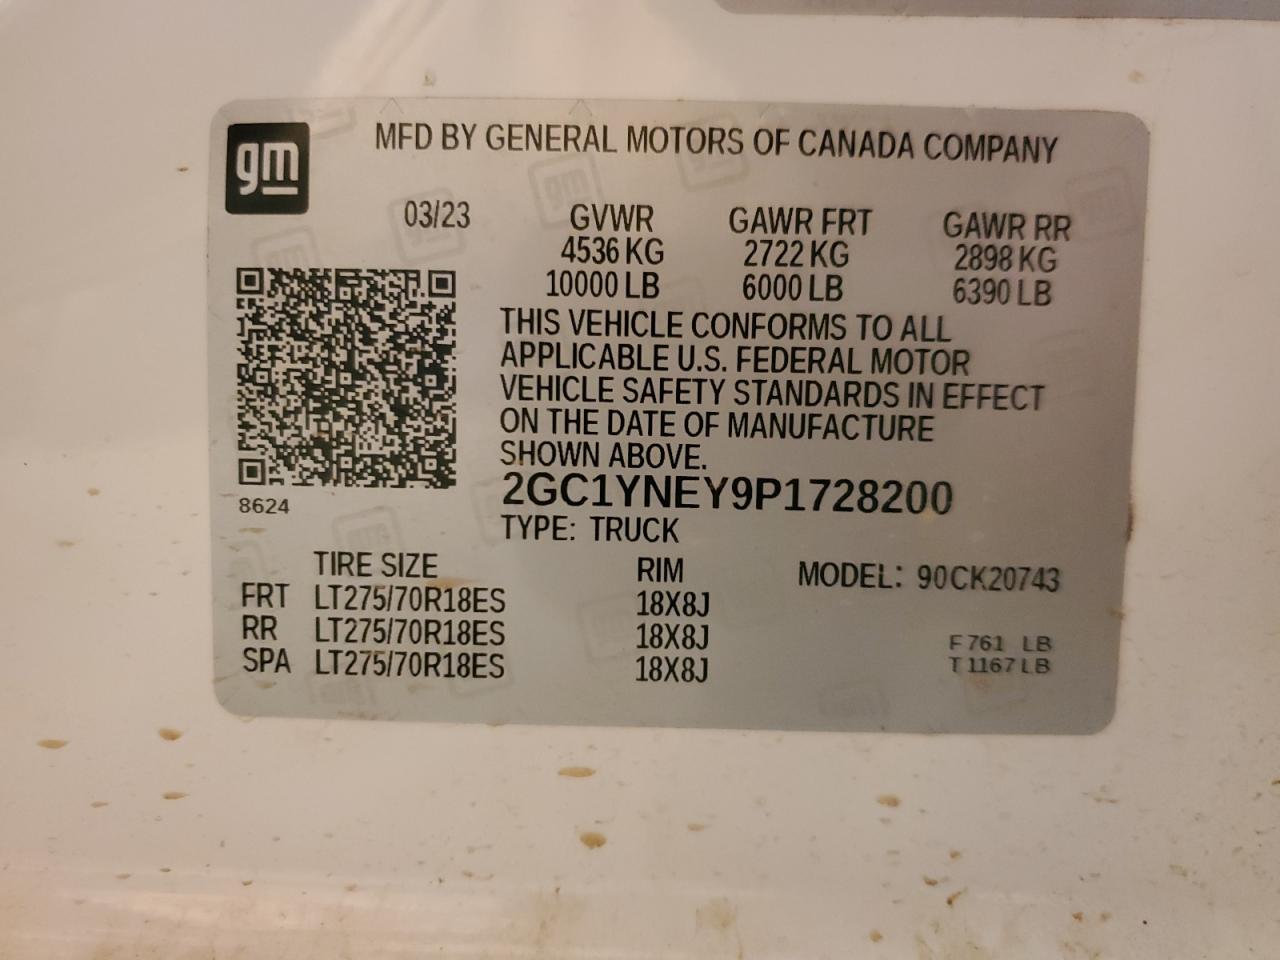 gm
MFD BY GENERAL MOTORS OF CANADA COMPANY
03/23 GVWR GAWR FRT GAWR RR
4536 KG 2722 KG 2898 KG
10000 LB 6000 LB 6390 LB
THIS VEHICLE CONFORMS TO ALL
APPLICABLE U.S. FEDERAL MOTOR
VEHICLE SAFETY STANDARDS IN EFFECT
ON THE DATE OF MANUFACTURE
SHOWN ABOVE.
2GC1YNEY9P1728200
8624
TYPE: TRUCK
TIRE SIZE RIM MODEL: 90CK20743
FRT LT275/70R18ES 18X8J
RR LT275/70R18ES 18X8J F 761 LB
SPA LT275/70R18ES 18X8J T 1167 LB